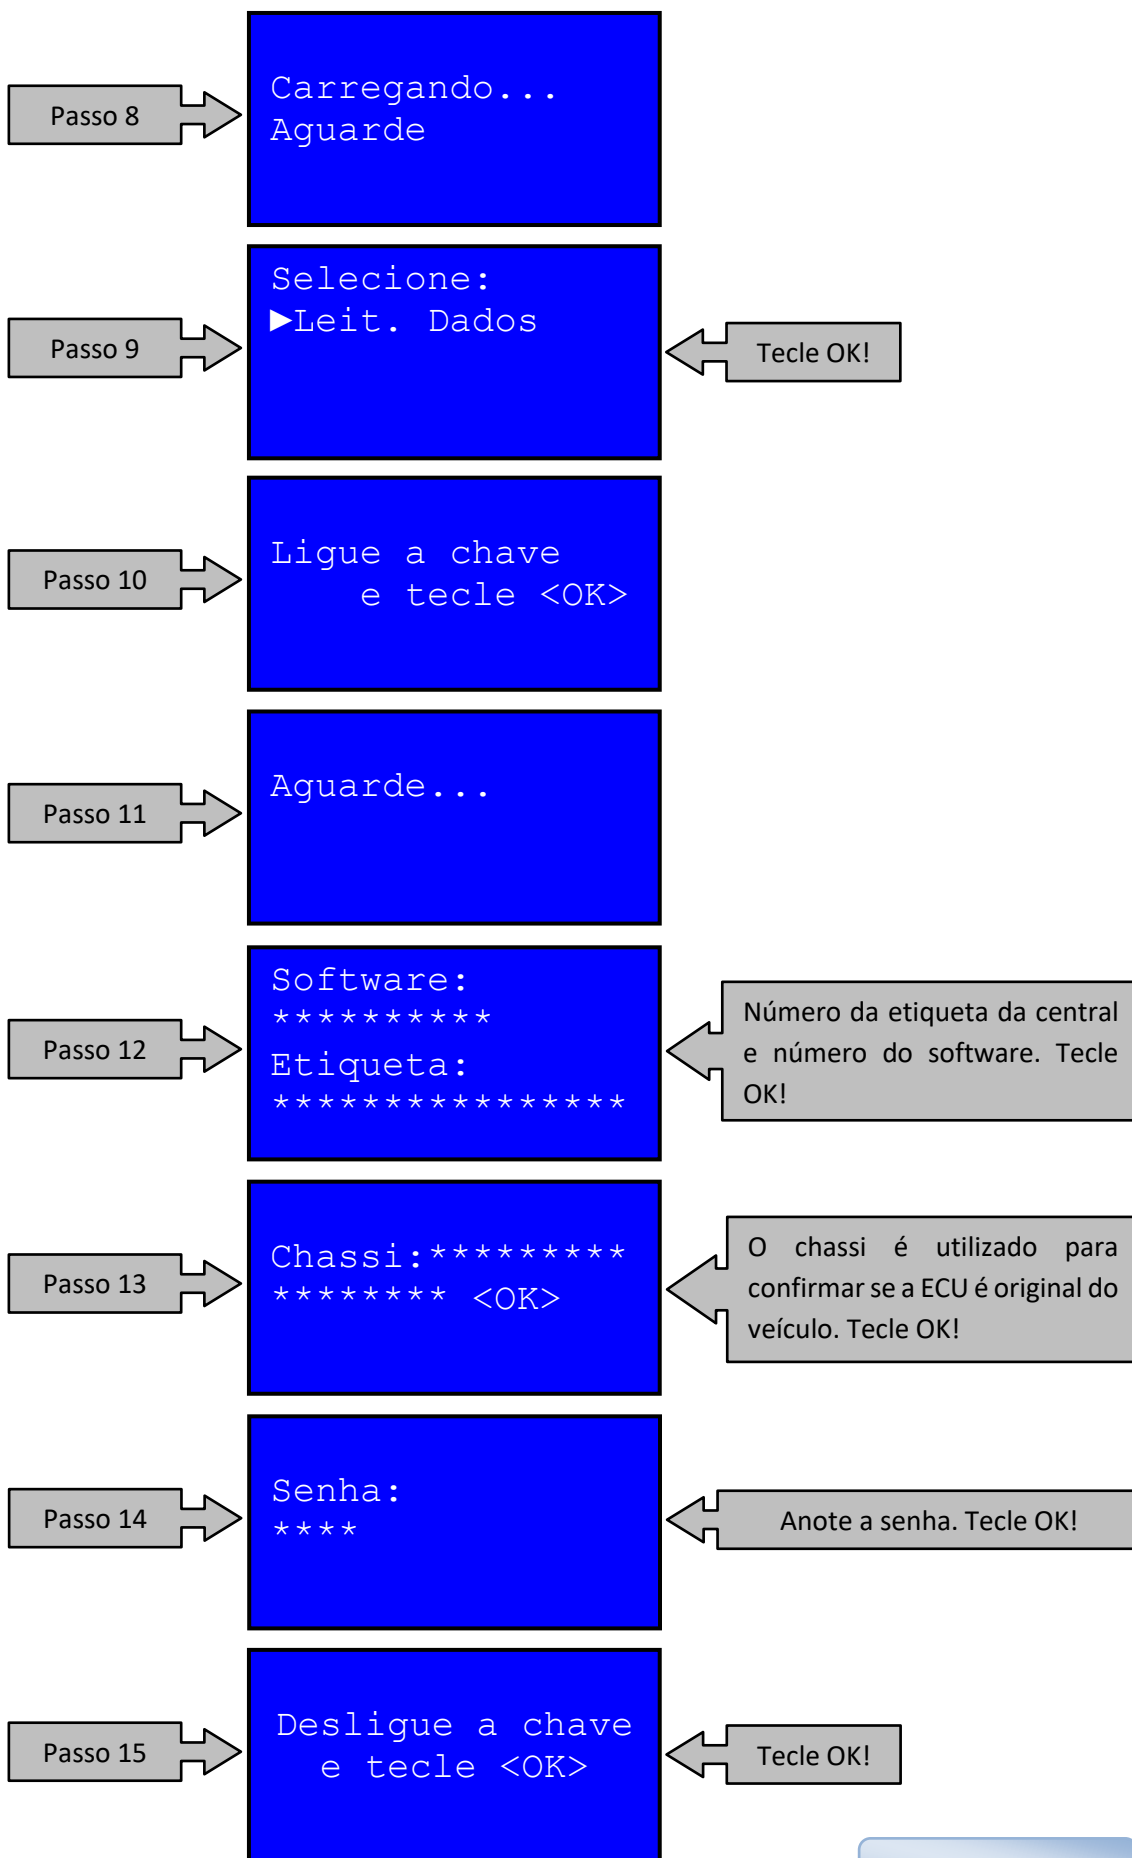 Passo 8
Carregando...
Aguarde
Passo 9
Selecione:
►Leit. Dados
Tecle OK!
Passo 10
Ligue a chave
e tecle <OK>
Passo 11
Aguarde...
Passo 12
Software:
**********
Etiqueta:
****************
Número da etiqueta da central
e número do software. Tecle
OK!
Passo 13
Chassi:*********
******** <OK>
O chassi é utilizado para
confirmar se a ECU é original do
veículo. Tecle OK!
Passo 14
Senha:
****
Anote a senha. Tecle OK!
Passo 15
Desligue a chave
e tecle <OK>
Tecle OK!